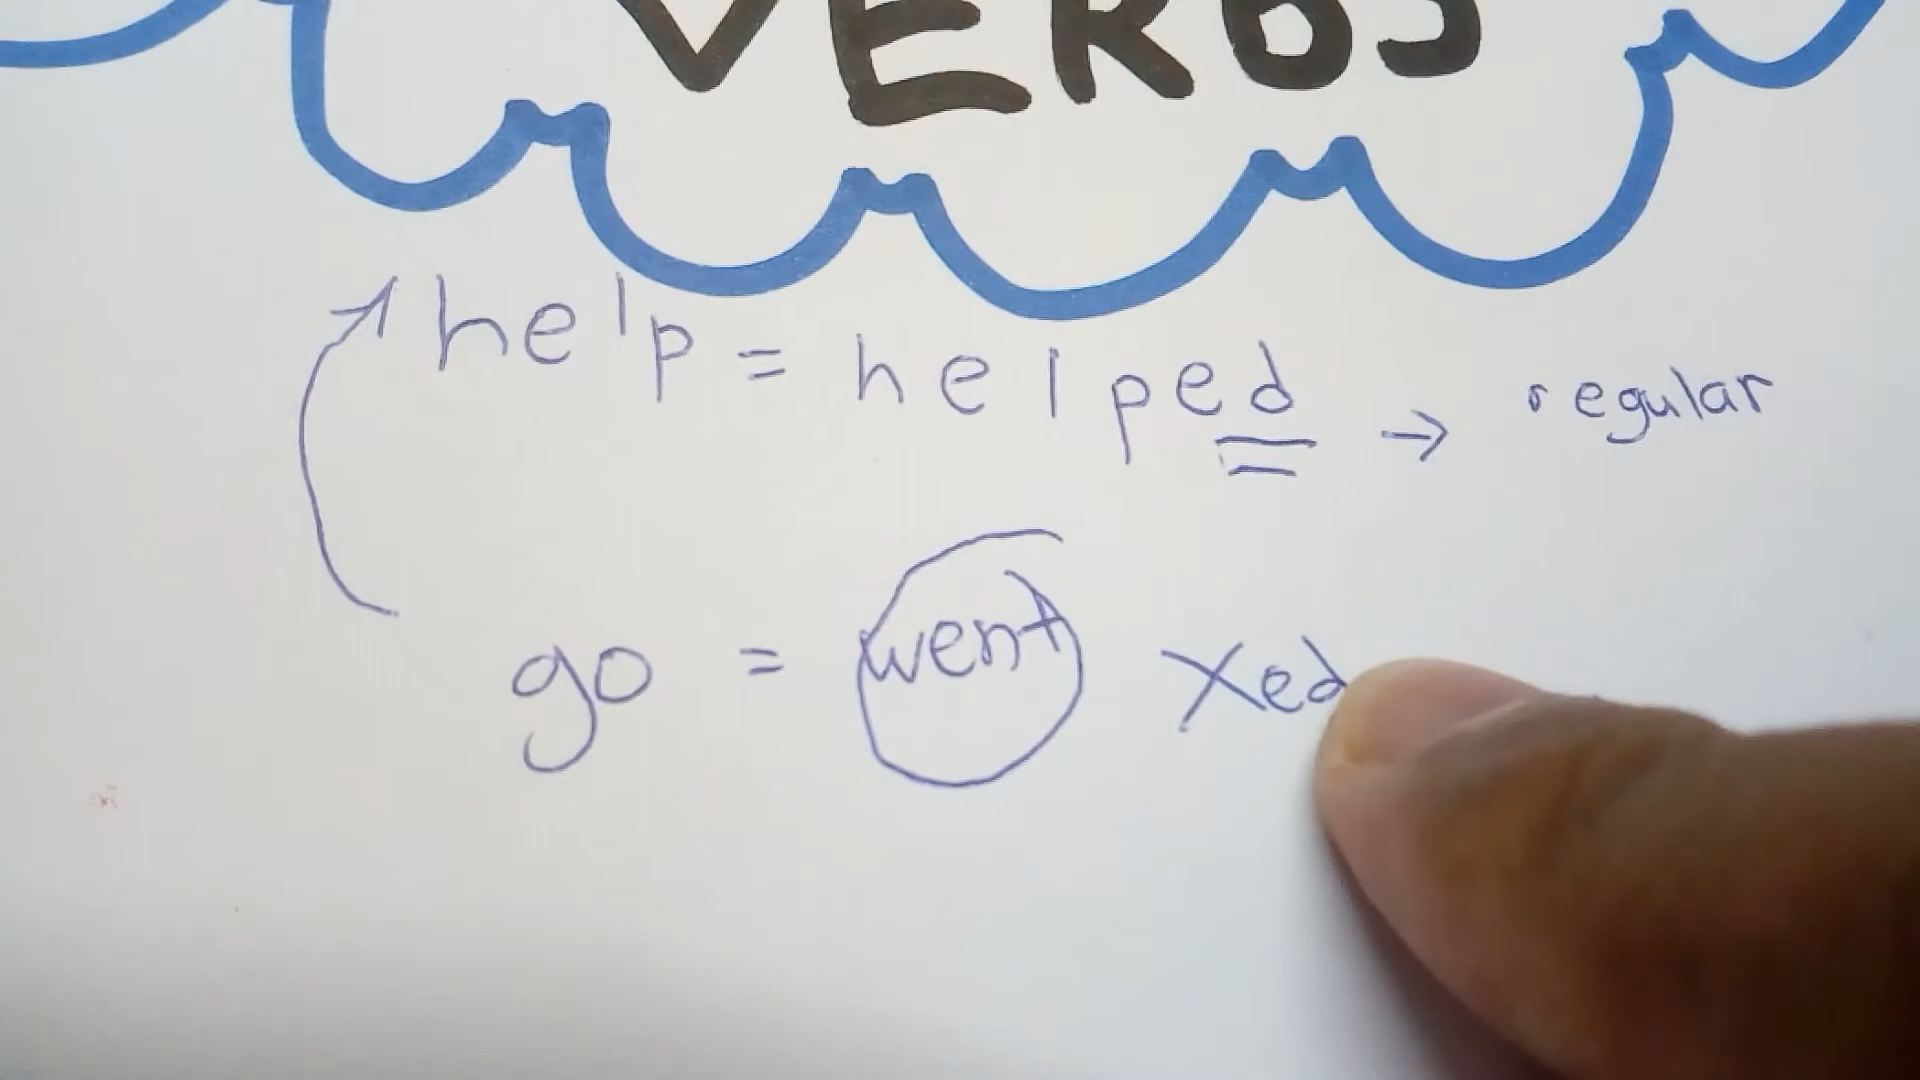 VERBS
help = helped → regular
go = went Xed